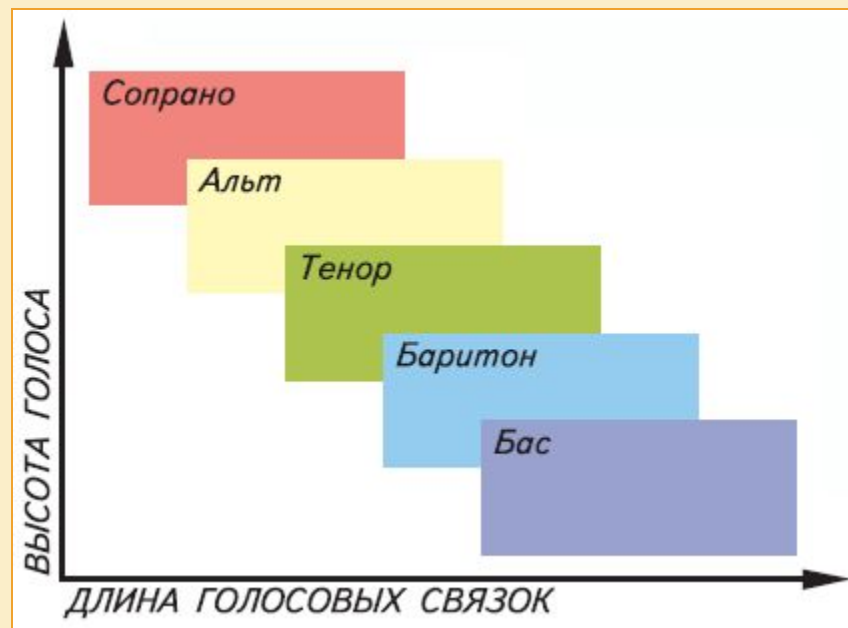 Сопрано
Альт
Тенор
Баритон
Бас
ВЫСОТА ГОЛОСА
ДЛИНА ГОЛОСОВЫХ СВЯЗОК